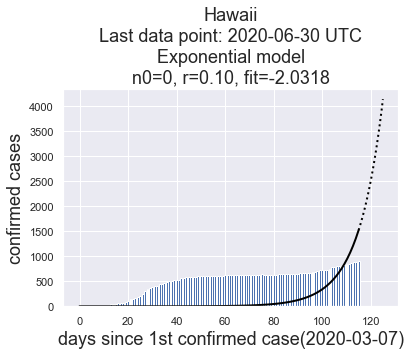 Hawaii
Last data point: 2020-06-30 UTC
Exponential model
n0=0, r=0.10, fit=-2.0318
4000
3500
3000
2500
2000
1500
1000
500
0
confirmed cases
0 20 40 60 80 100 120
days since 1st confirmed case(2020-03-07)